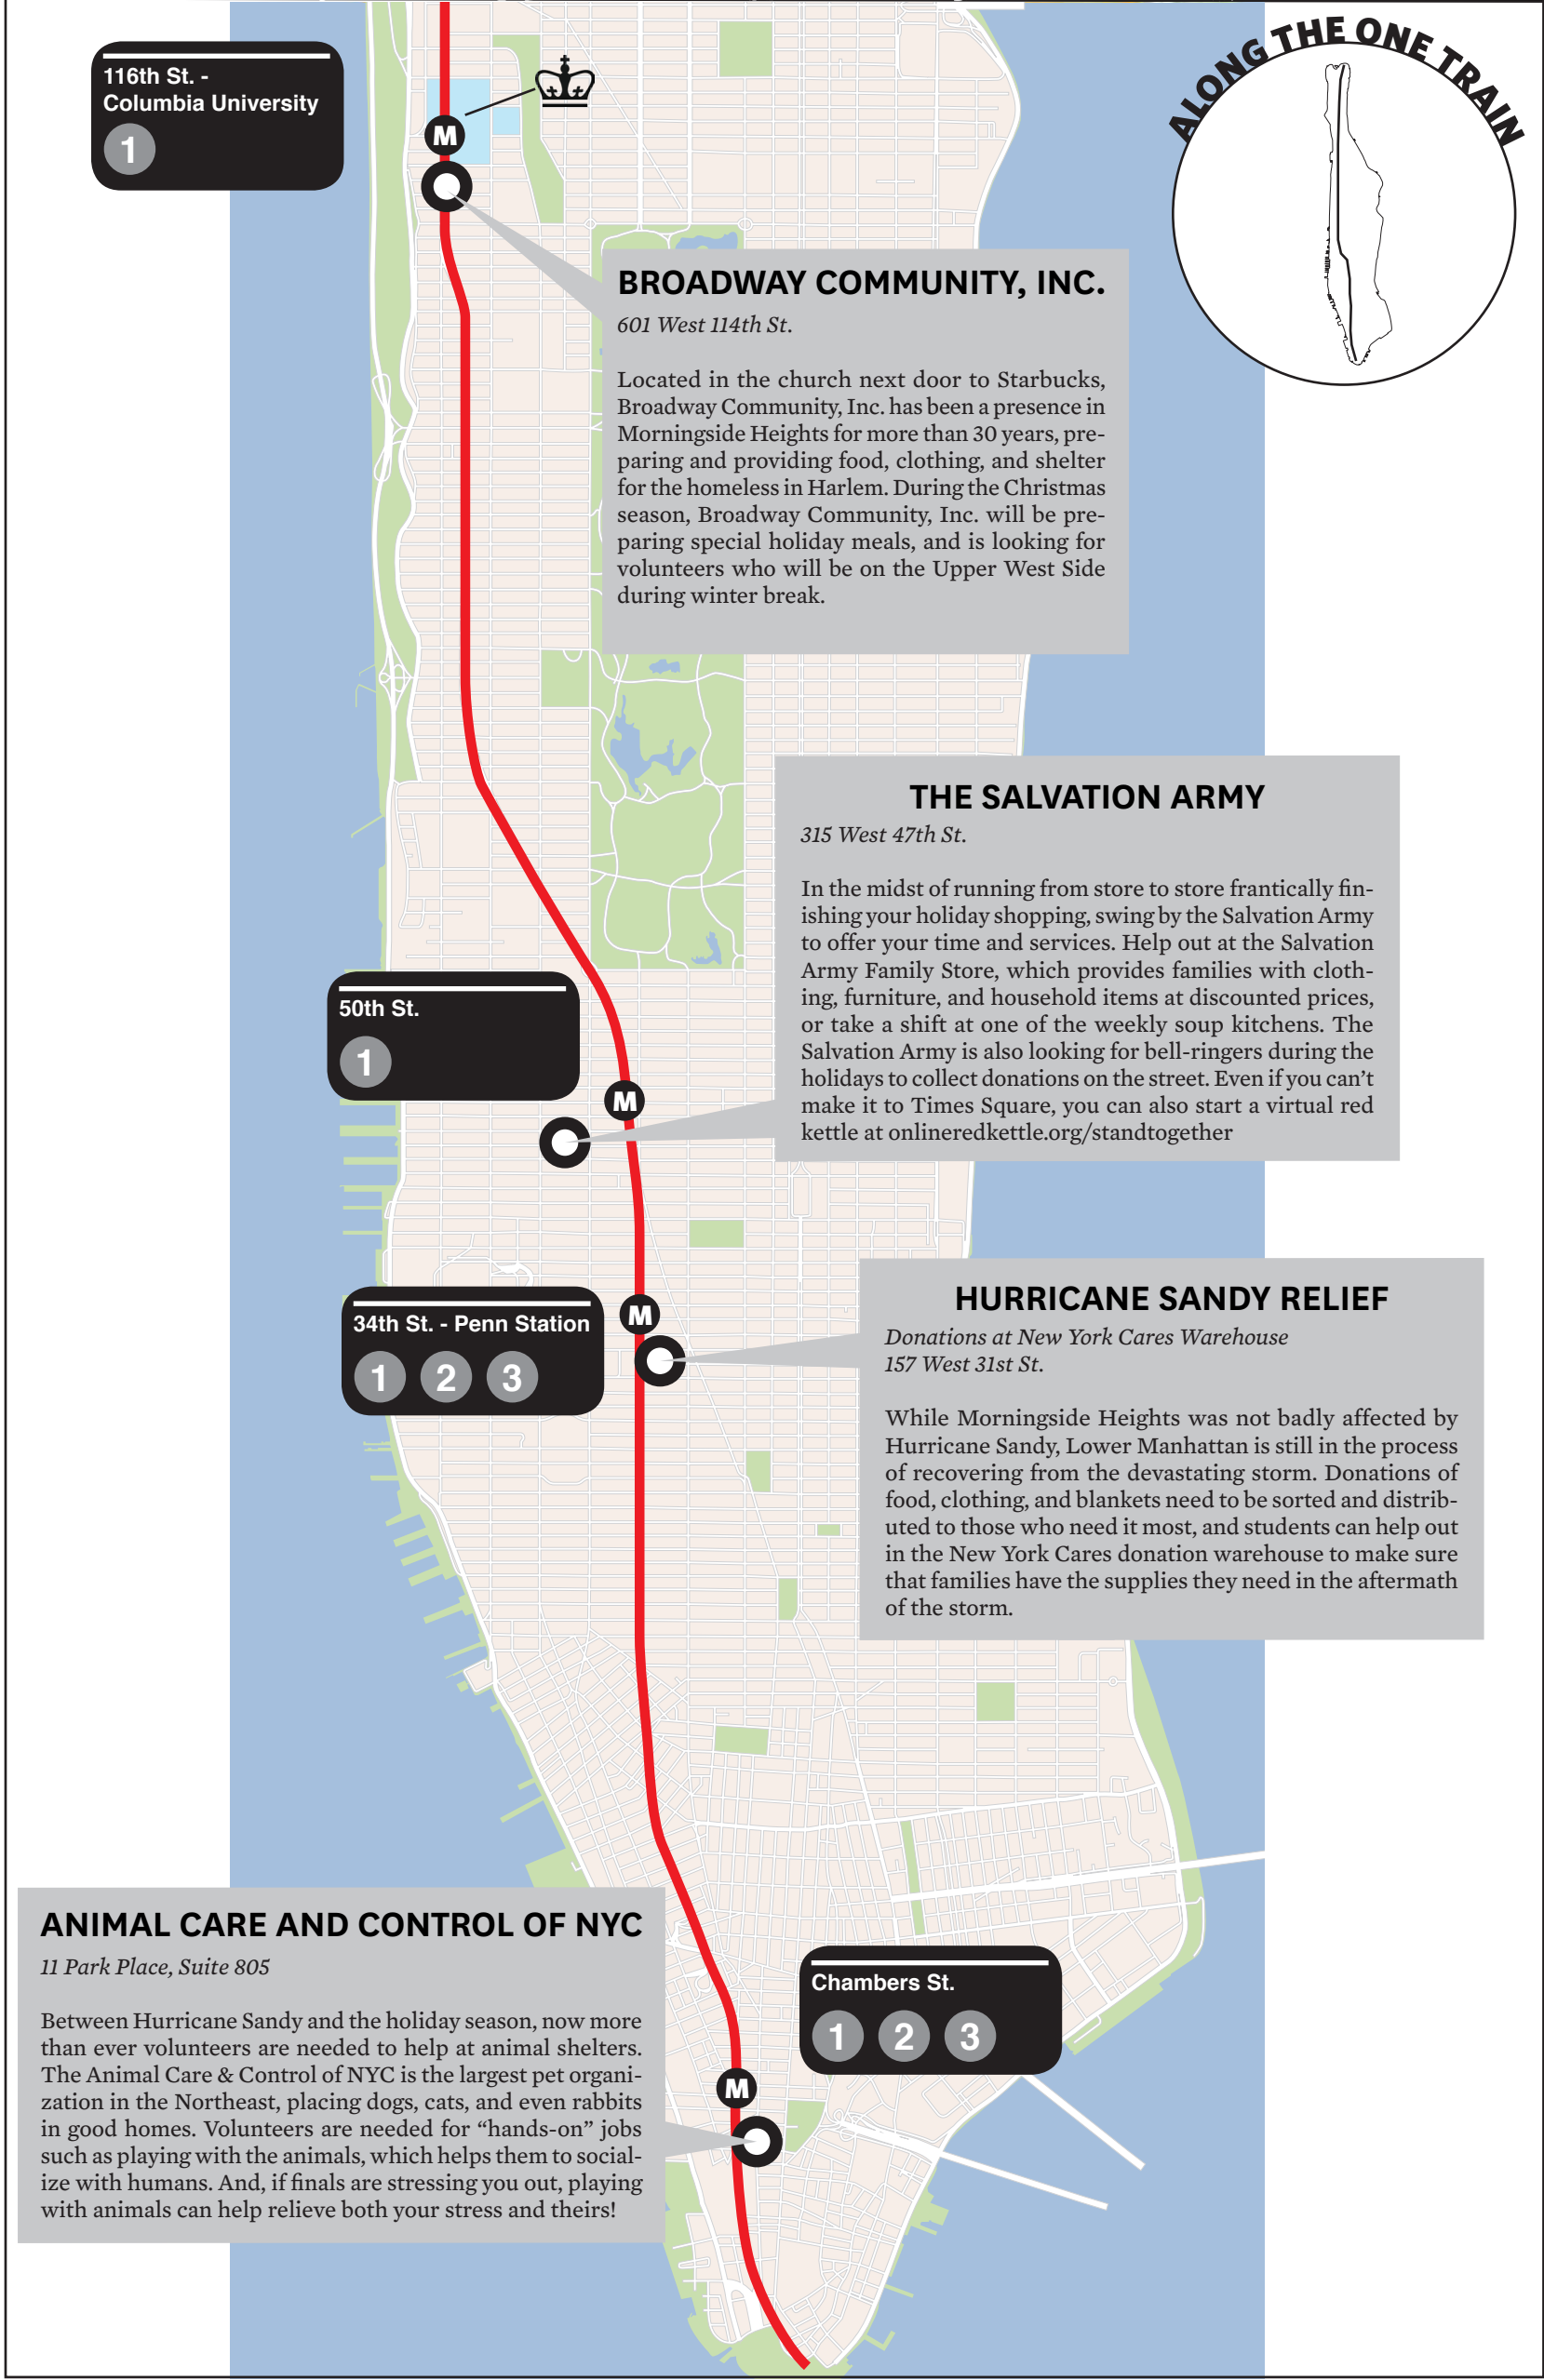 ALONG THE ONE TRAIN
116th St. -
Columbia University
1
M
BROADWAY COMMUNITY, INC.
601 West 114th St.
Located in the church next door to Starbucks,
Broadway Community, Inc. has been a presence in
Morningside Heights for more than 30 years, pre-
paring and providing food, clothing, and shelter
for the homeless in Harlem. During the Christmas
season, Broadway Community, Inc. will be pre-
paring special holiday meals, and is looking for
volunteers who will be on the Upper West Side
during winter break.
THE SALVATION ARMY
315 West 47th St.
In the midst of running from store to store frantically fin-
ishing your holiday shopping, swing by the Salvation Army
to offer your time and services. Help out at the Salvation
Army Family Store, which provides families with cloth-
ing, furniture, and household items at discounted prices,
or take a shift at one of the weekly soup kitchens. The
Salvation Army is also looking for bell-ringers during the
holidays to collect donations on the street. Even if you can't
make it to Times Square, you can also start a virtual red
kettle at onlineredkettle.org/standtogether
50th St.
1
M
34th St. - Penn Station
1 2 3
M
HURRICANE SANDY RELIEF
Donations at New York Cares Warehouse
157 West 31st St.
While Morningside Heights was not badly affected by
Hurricane Sandy, Lower Manhattan is still in the process
of recovering from the devastating storm. Donations of
food, clothing, and blankets need to be sorted and distrib-
uted to those who need it most, and students can help out
in the New York Cares donation warehouse to make sure
that families have the supplies they need in the aftermath
of the storm.
ANIMAL CARE AND CONTROL OF NYC
11 Park Place, Suite 805
Between Hurricane Sandy and the holiday season, now more
than ever volunteers are needed to help at animal shelters.
The Animal Care & Control of NYC is the largest pet organi-
zation in the Northeast, placing dogs, cats, and even rabbits
in good homes. Volunteers are needed for “hands-on” jobs
such as playing with the animals, which helps them to social-
ize with humans. And, if finals are stressing you out, playing
with animals can help relieve both your stress and theirs!
Chambers St.
1 2 3
M